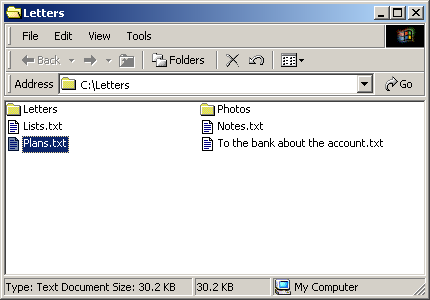 Letters
File Edit View Tools
Back Folders
Address C:\Letters Go
Letters Photos
Lists.txt Notes.txt
Plans.txt To the bank about the account.txt
Type: Text Document Size: 30.2 KB 30.2 KB My Computer